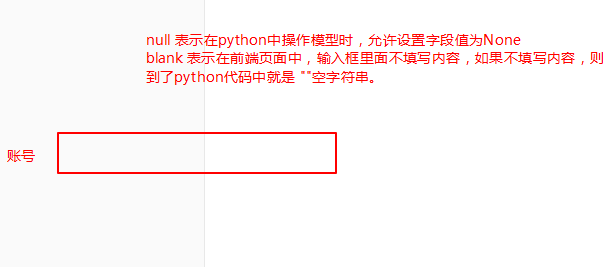 null 表示在python中操作模型时，允许设置字段值为None
blank 表示在前端页面中，输入框里面不填写内容，如果不填写内容，则
到了python代码中就是 ""空字符串。
账号